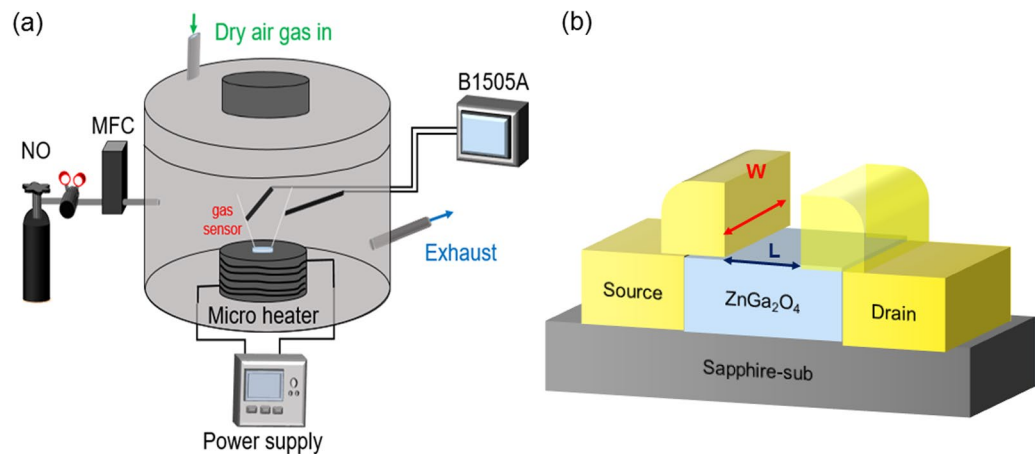 (a)
Dry air gas in
B1505A
MFC
NO
gas
sensor
Exhaust
Micro heater
Power supply
(b)
W
L
Source
ZnGa₂O₄
Drain
Sapphire-sub